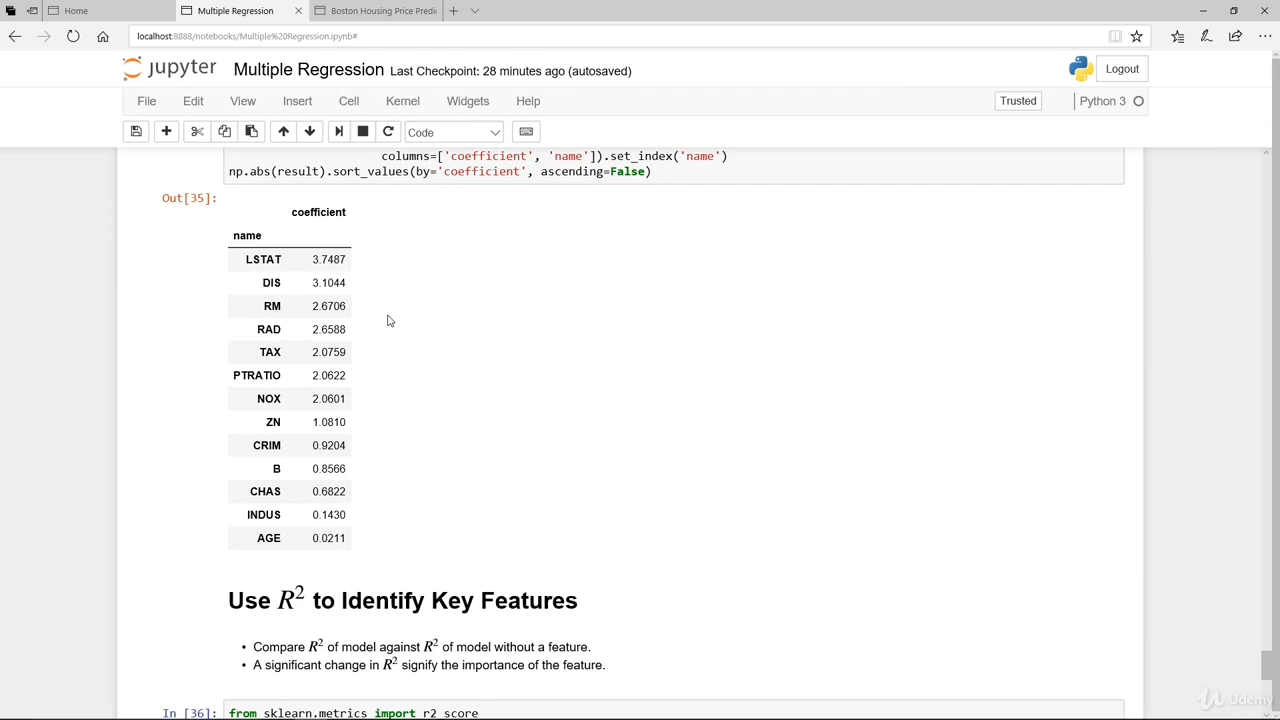 Home
Multiple Regression
Boston Housing Price Predi
localhost:8888/notebooks/Multiple%20Regression.ipynb#
jupyter Multiple Regression Last Checkpoint: 28 minutes ago (autosaved)
Logout
File Edit View Insert Cell Kernel Widgets Help
Trusted
Python 3
Code
columns=['coefficient', 'name']).set_index('name')
np.abs(result).sort_values(by='coefficient', ascending=False)
Out[35]:
coefficient
name
LSTAT 3.7487
DIS 3.1044
RM 2.6706
RAD 2.6588
TAX 2.0759
PTRATIO 2.0622
NOX 2.0601
ZN 1.0810
CRIM 0.9204
B 0.8566
CHAS 0.6822
INDUS 0.1430
AGE 0.0211
Use R² to Identify Key Features
• Compare R² of model against R² of model without a feature.
• A significant change in R² signify the importance of the feature.
In [36]: from sklearn.metrics import r2_score
Udemy